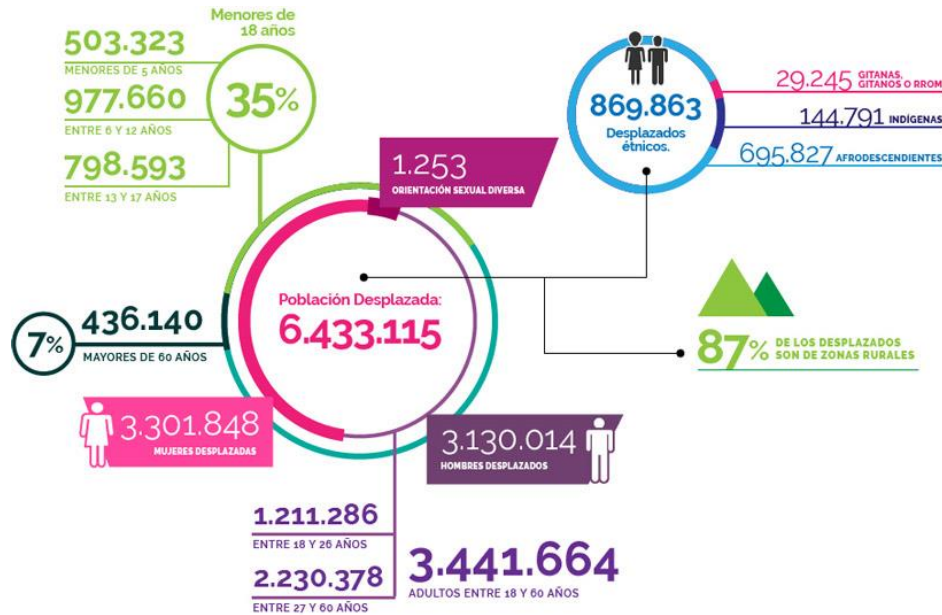 Menores de
18 años
35%
503.323
MENORES DE 5 AÑOS
977.660
ENTRE 6 Y 12 AÑOS
798.593
ENTRE 13 Y 17 AÑOS
869.863
Desplazados
étnicos.
29.245 GITANAS,
GITANOS O RROM
144.791 INDÍGENAS
695.827 AFRODESCENDIENTES
1.253
ORIENTACIÓN SEXUAL DIVERSA
Población Desplazada:
6.433.115
7%
436.140
MAYORES DE 60 AÑOS
87% DE LOS DESPLAZADOS
SON DE ZONAS RURALES
3.301.848
MUJERES DESPLAZADAS
3.130.014
HOMBRES DESPLAZADOS
1.211.286
ENTRE 18 Y 26 AÑOS
2.230.378
ENTRE 27 Y 60 AÑOS
3.441.664
ADULTOS ENTRE 18 Y 60 AÑOS